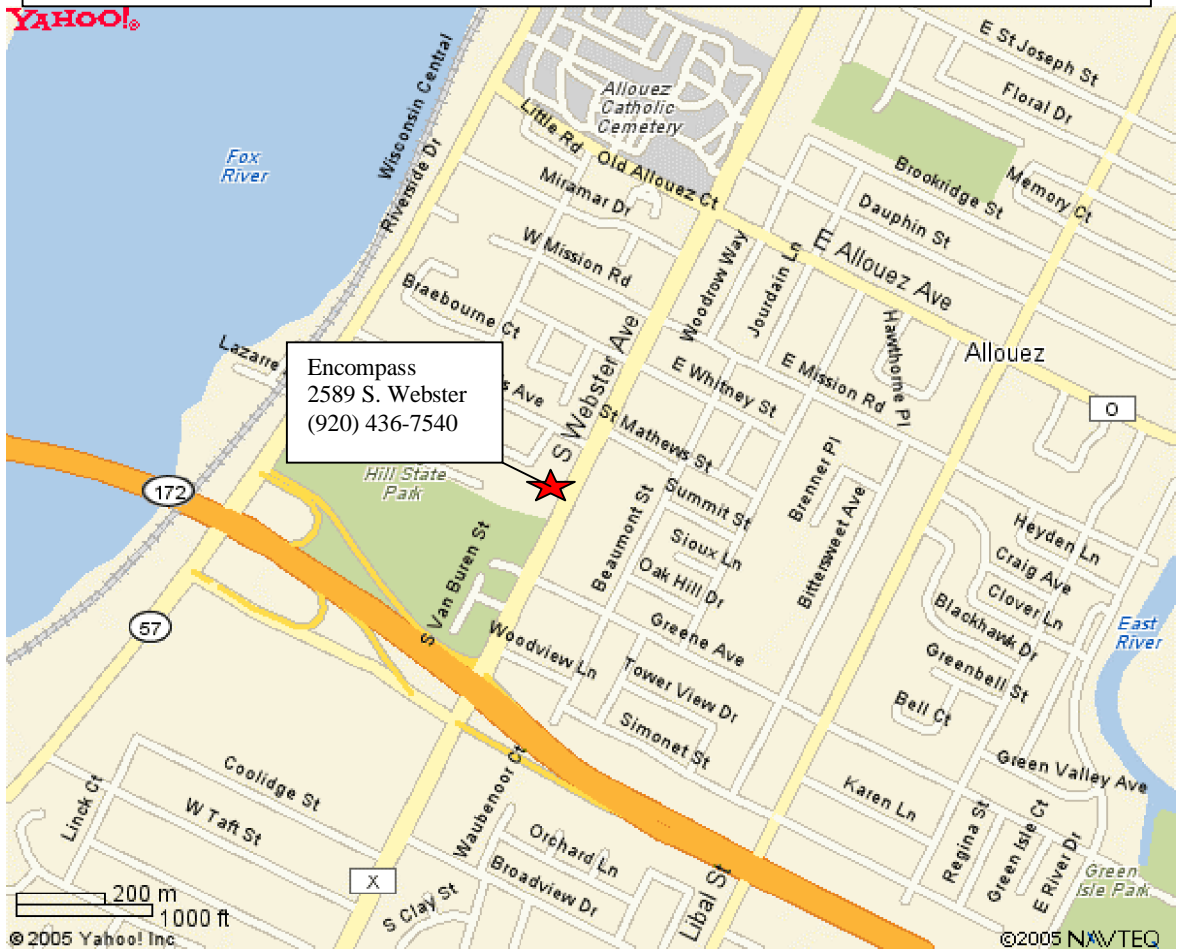 YAHOO!®
E St Joseph St
Floral Dr
Allouez
Catholic
Cemetery
Wisconsin Central
Riverside Dr
Little Rd
Old Allouez Ct
Fox
River
Brookridge St
Memory Ct
Miramar Dr
Dauphin St
W Mission Rd
Woodrow Way
Jourdain Ln
E Allouez Ave
Braebourne Ct
Hawthorne Pl
Lazarre
Allouez
S Webster Ave
E Whitney St
E Mission Rd
Encompass
2589 S. Webster
(920) 436-7540
s Ave
O
St Mathews St
Hill State
Park
Brenner Pl
172
Summit St
Beaumont St
Bittersweet Ave
Heyden Ln
Sioux Ln
Craig Ave
S Van Buren St
Oak Hill Dr
Clover Ln
Blackhawk Dr
57
Woodview Ln
Greene Ave
East
River
Greenbell St
Tower View Dr
Bell Ct
Simonet St
Green Valley Ave
Coolidge St
Linck Ct
W Taft St
Waubenoor Ct
Karen Ln
Regina St
Green Isle Ct
E River Dr
Orchard Ln
Broadview Dr
Green
Isle Park
X
S Clay St
Libal St
200 m
1000 ft
©2005 Yahoo! Inc
©2005 NAVTEQ